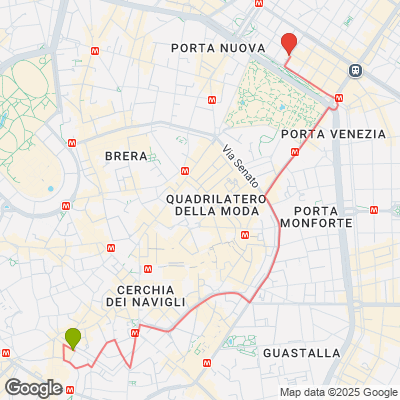 PORTA NUOVA
M
M
M
PORTA VENEZIA
M
Via Senato
BRERA
M
QUADRILATERO
DELLA MODA
PORTA
MONFORTE
M
M
M
CERCHIA
DEI NAVIGLI
M
M
M
GUASTALLA
M
Google
Map data ©2025 Google